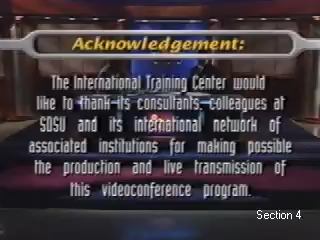 Acknowledgement:
The International Training Center would
like to thank its consultants, colleagues at
SDSU and its international network of
associated institutions for making possible
the production and live transmission of
this videoconference program.
Section 4